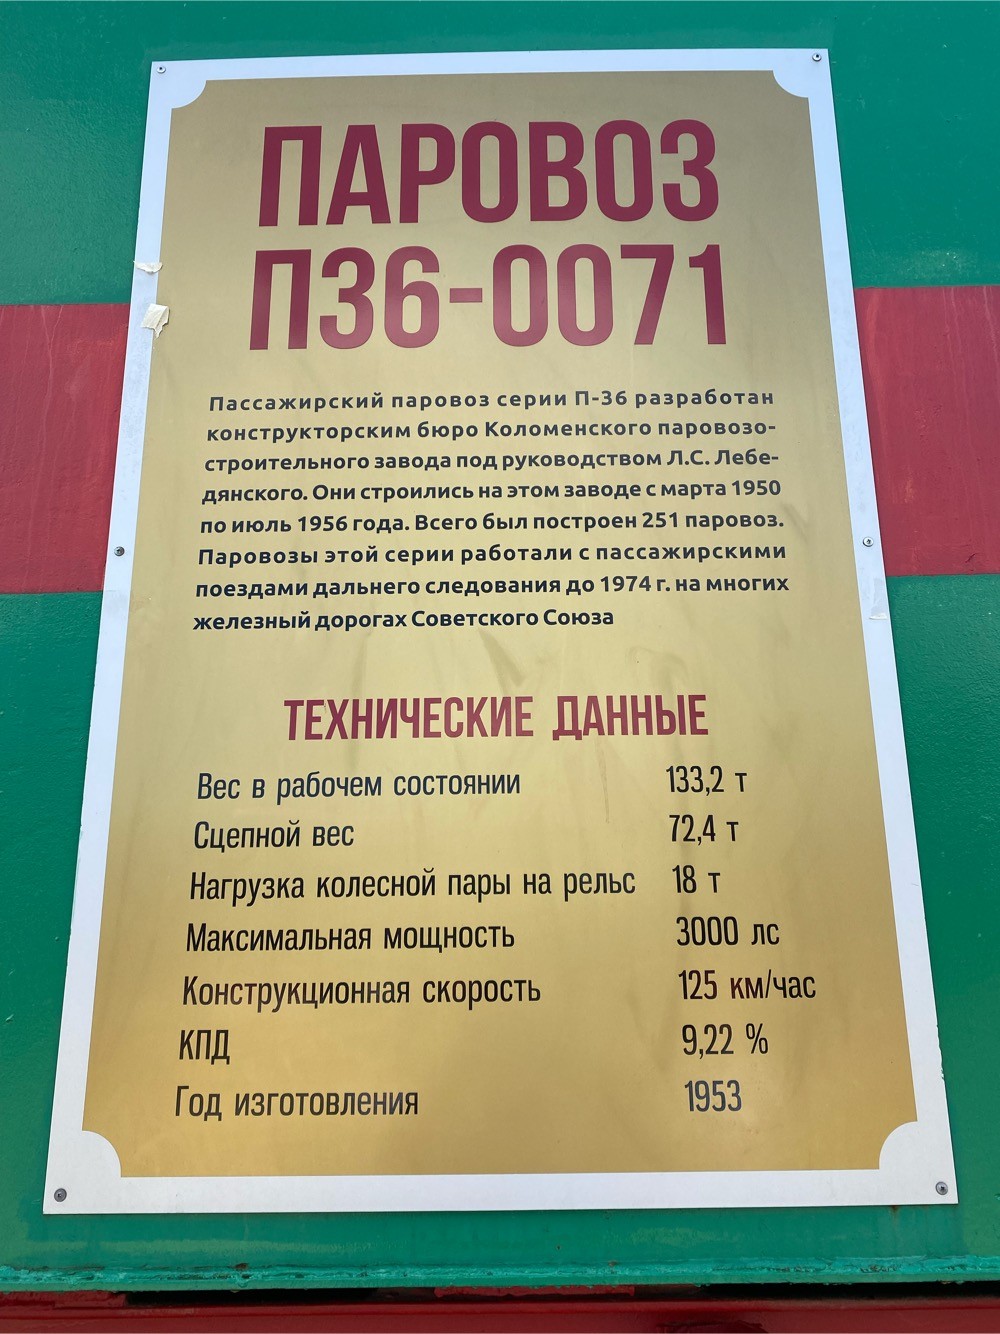 ПАРОВОЗ
П36-0071
Пассажирский паровоз серии П-36 разработан
конструкторским бюро Коломенского паровозо-
строительного завода под руководством Л.С. Лебе-
дянского. Они строились на этом заводе с марта 1950
по июль 1956 года. Всего был построен 251 паровоз.
Паровозы этой серии работали с пассажирскими
поездами дальнего следования до 1974 г. на многих
железный дорогах Советского Союза
ТЕХНИЧЕСКИЕ ДАННЫЕ
Вес в рабочем состоянии 133,2 т
Сцепной вес 72,4 т
Нагрузка колесной пары на рельс 18 т
Максимальная мощность 3000 лс
Конструкционная скорость 125 км/час
КПД 9,22 %
Год изготовления 1953